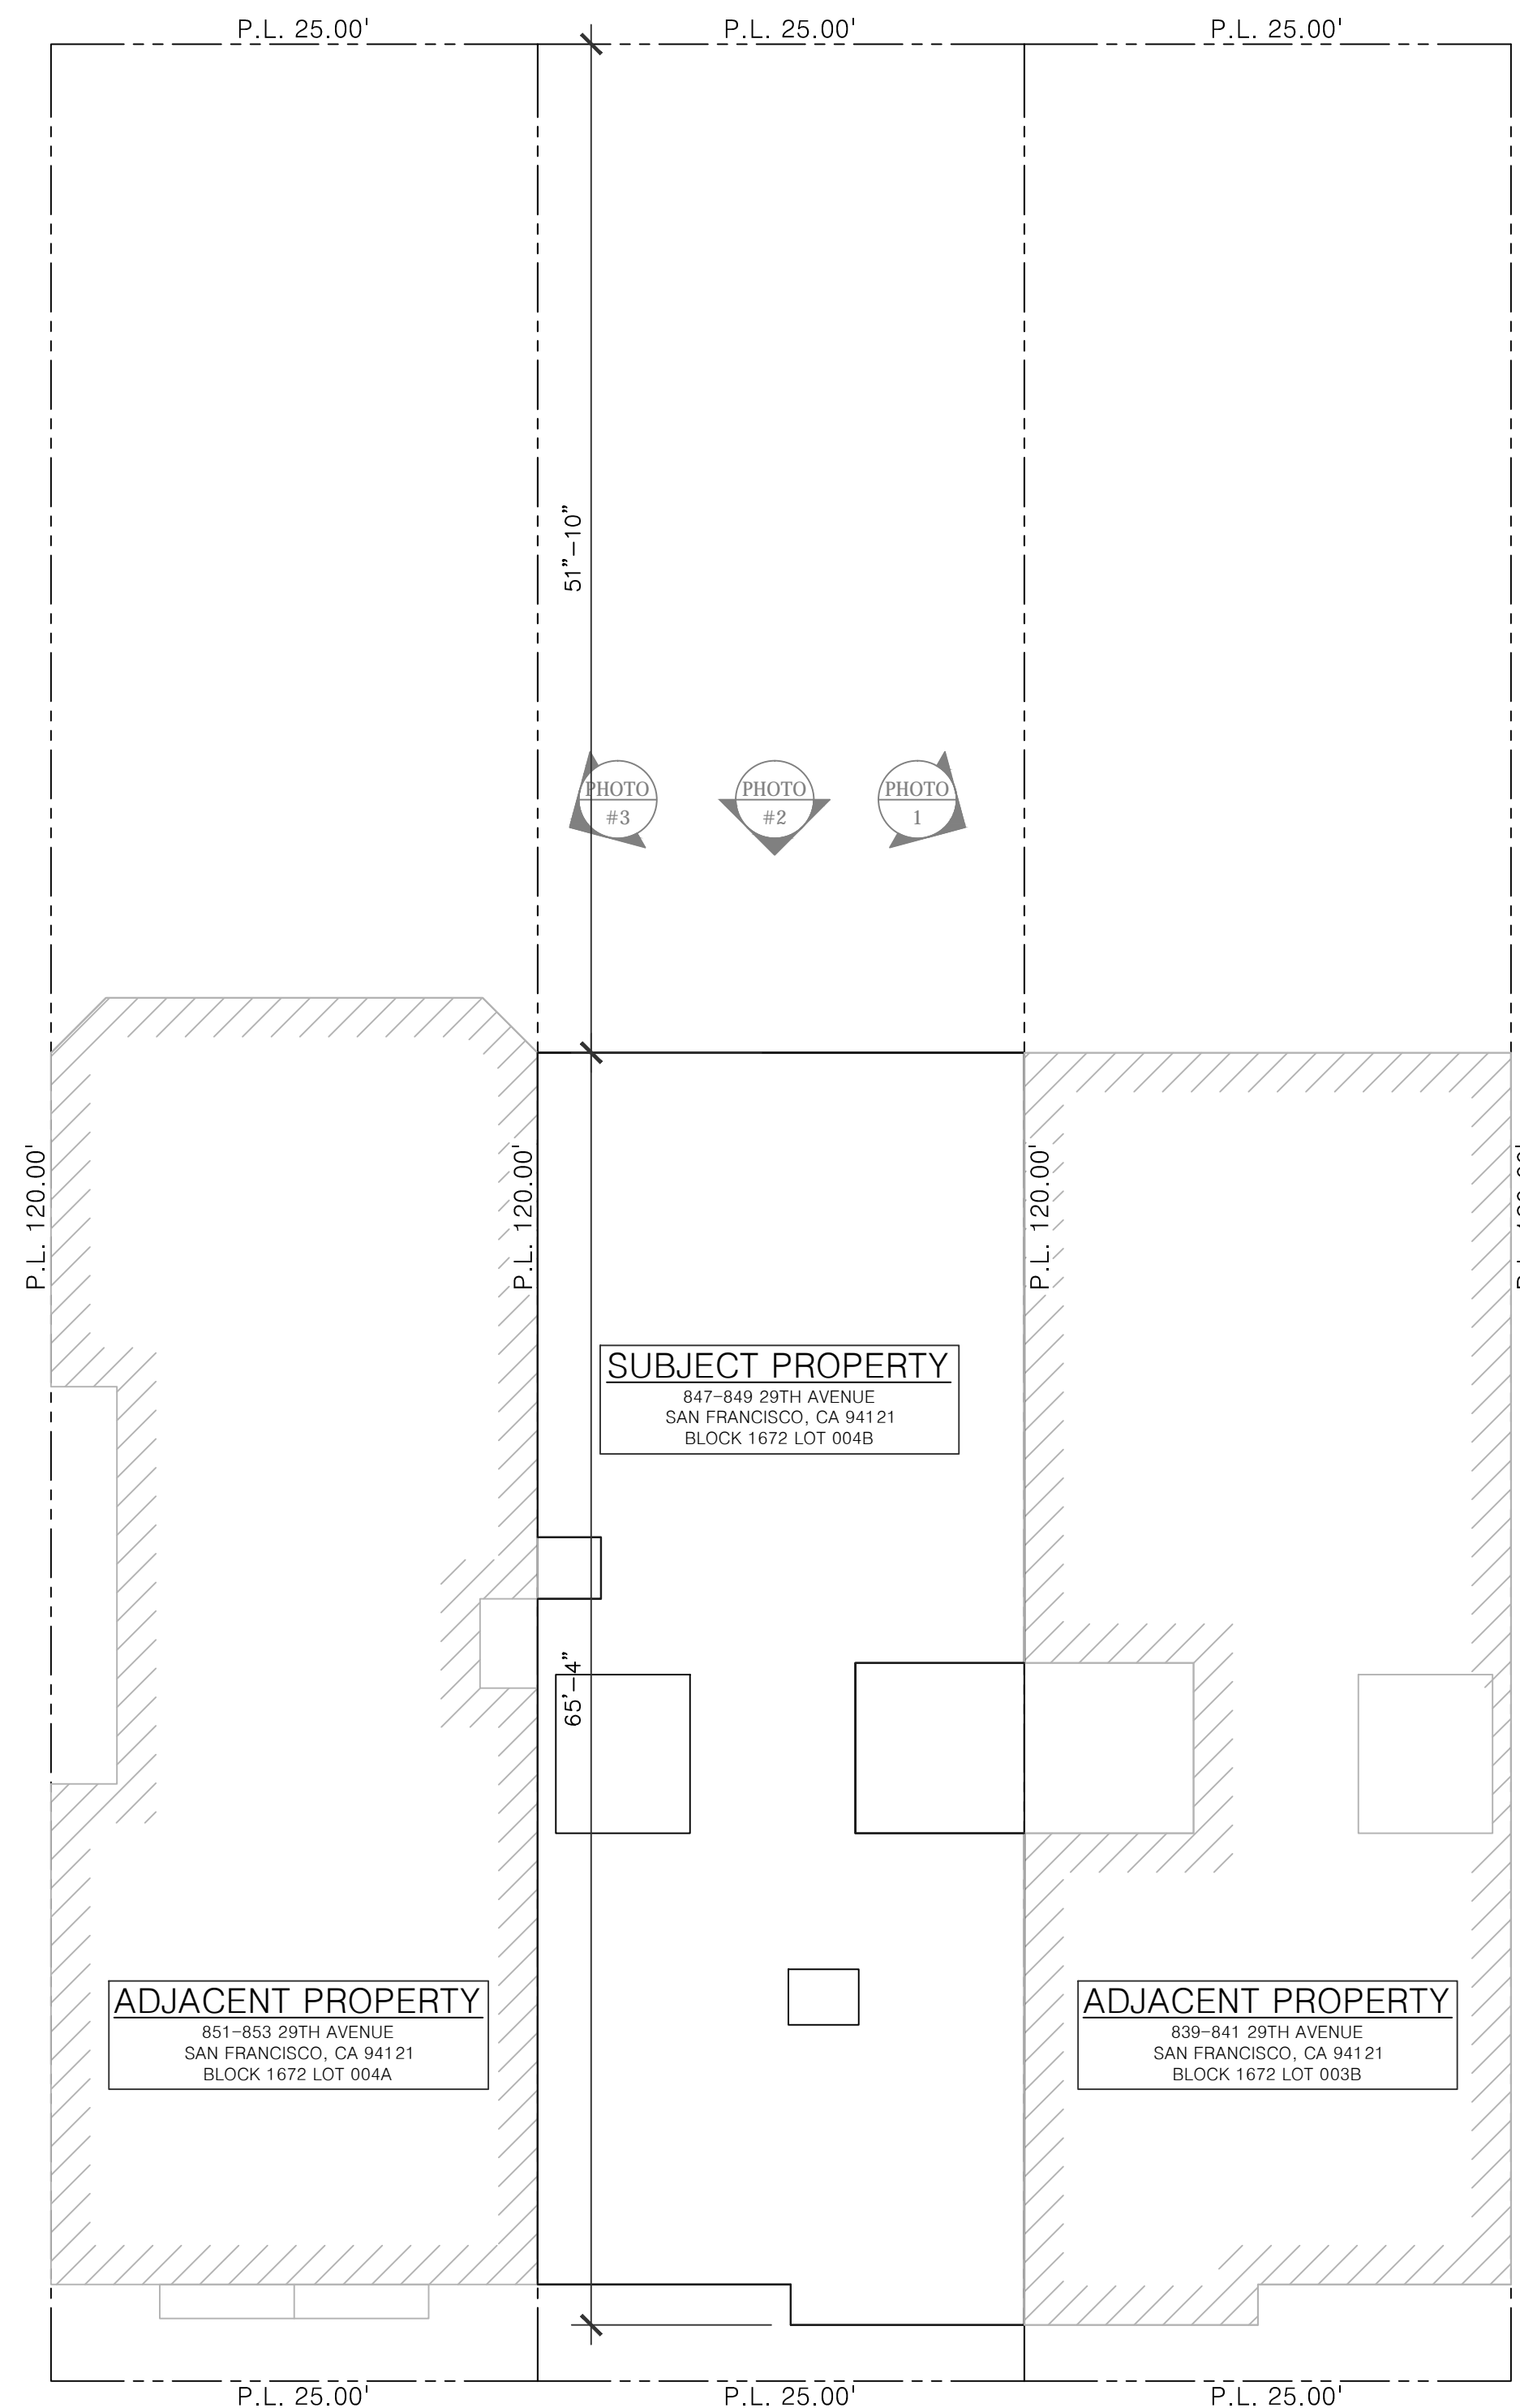 P.L. 25.00'
P.L. 25.00'
P.L. 25.00'
51"-10"
PHOTO
#3
PHOTO
#2
PHOTO
1
P.L. 120.00'
P.L. 120.00'
P.L. 120.00'
SUBJECT PROPERTY
847-849 29TH AVENUE
SAN FRANCISCO, CA 94121
BLOCK 1672 LOT 004B
65'-4"
ADJACENT PROPERTY
851-853 29TH AVENUE
SAN FRANCISCO, CA 94121
BLOCK 1672 LOT 004A
ADJACENT PROPERTY
839-841 29TH AVENUE
SAN FRANCISCO, CA 94121
BLOCK 1672 LOT 003B
P.L. 25.00'
P.L. 25.00'
P.L. 25.00'